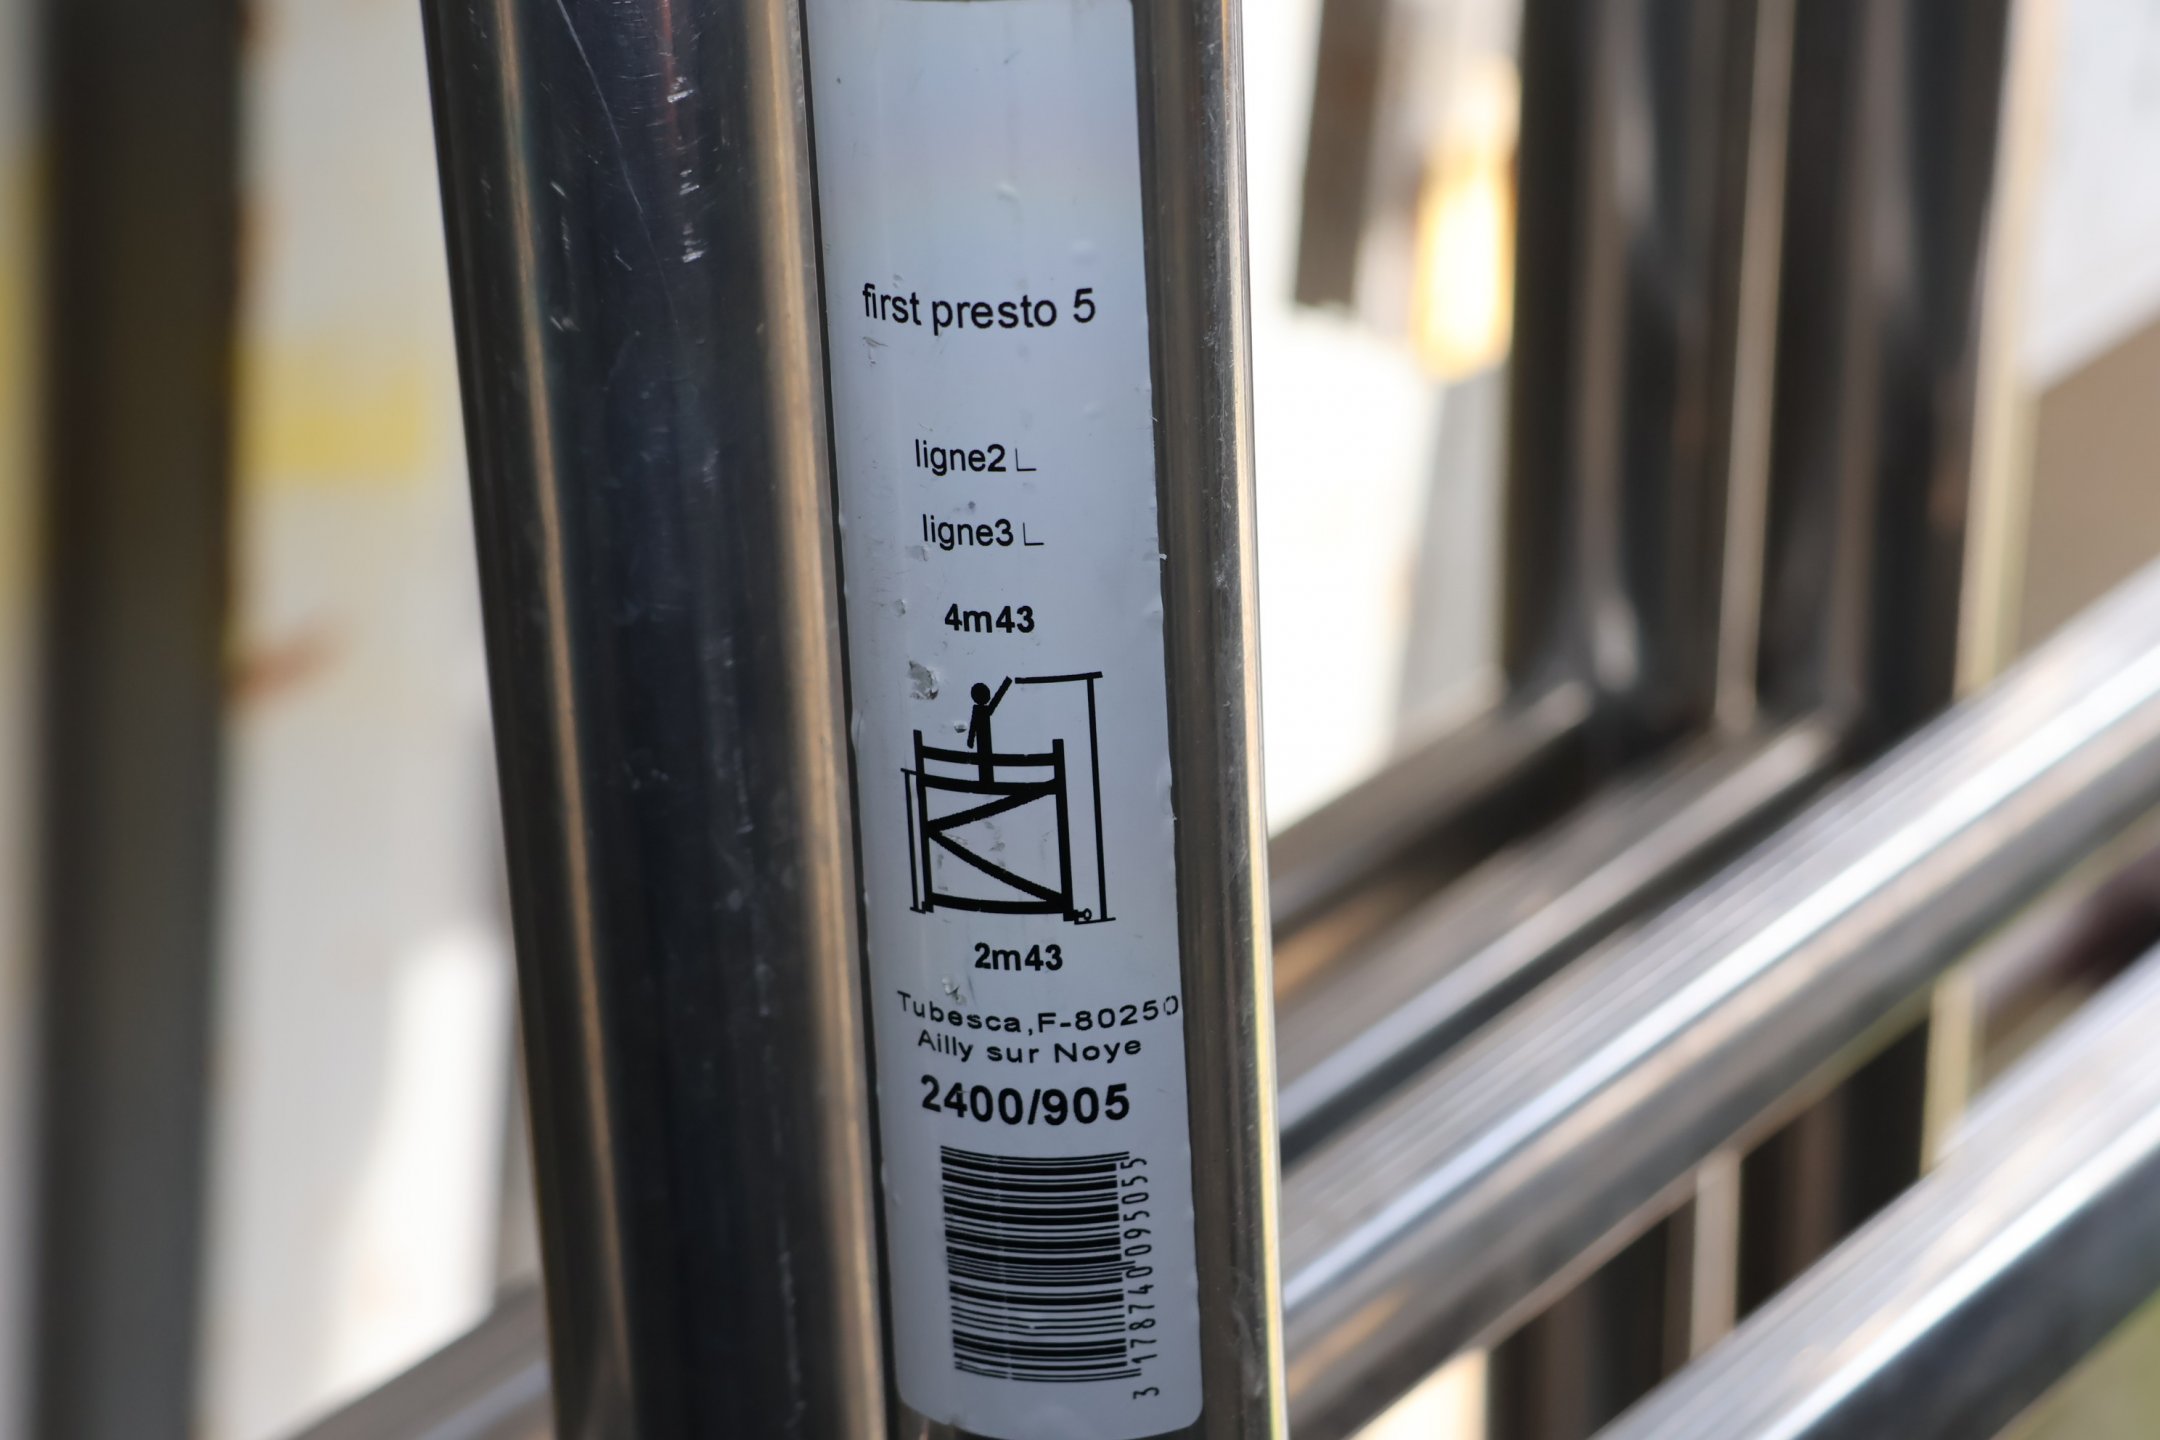 first presto 5
ligne2
ligne3
4m43
2m43
Tubesca,F-80250
Ailly sur Noye
2400/905
3 178740 095055